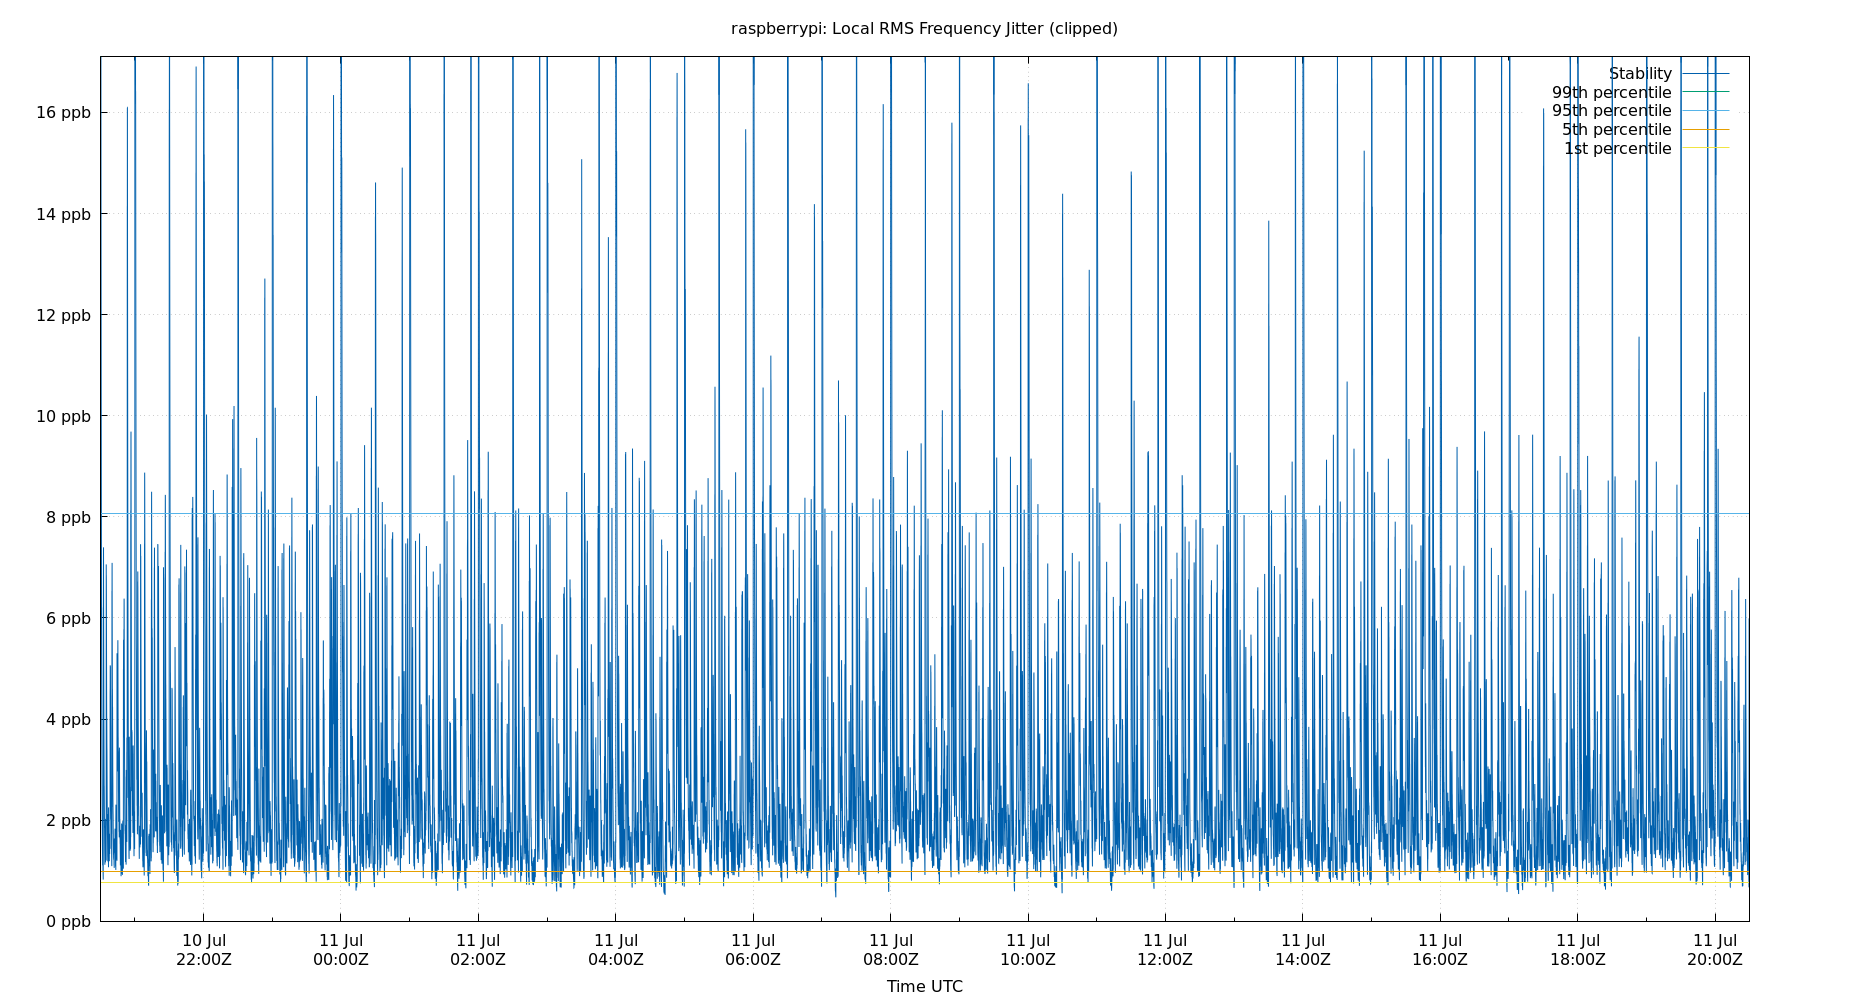 raspberrypi: Local RMS Frequency Jitter (clipped)
Stability
99th percentile
95th percentile
5th percentile
1st percentile
16 ppb
14 ppb
12 ppb
10 ppb
8 ppb
6 ppb
4 ppb
2 ppb
0 ppb
10 Jul 11 Jul 11 Jul 11 Jul 11 Jul 11 Jul 11 Jul 11 Jul 11 Jul 11 Jul 11 Jul 11 Jul
22:00Z 00:00Z 02:00Z 04:00Z 06:00Z 08:00Z 10:00Z 12:00Z 14:00Z 16:00Z 18:00Z 20:00Z
Time UTC